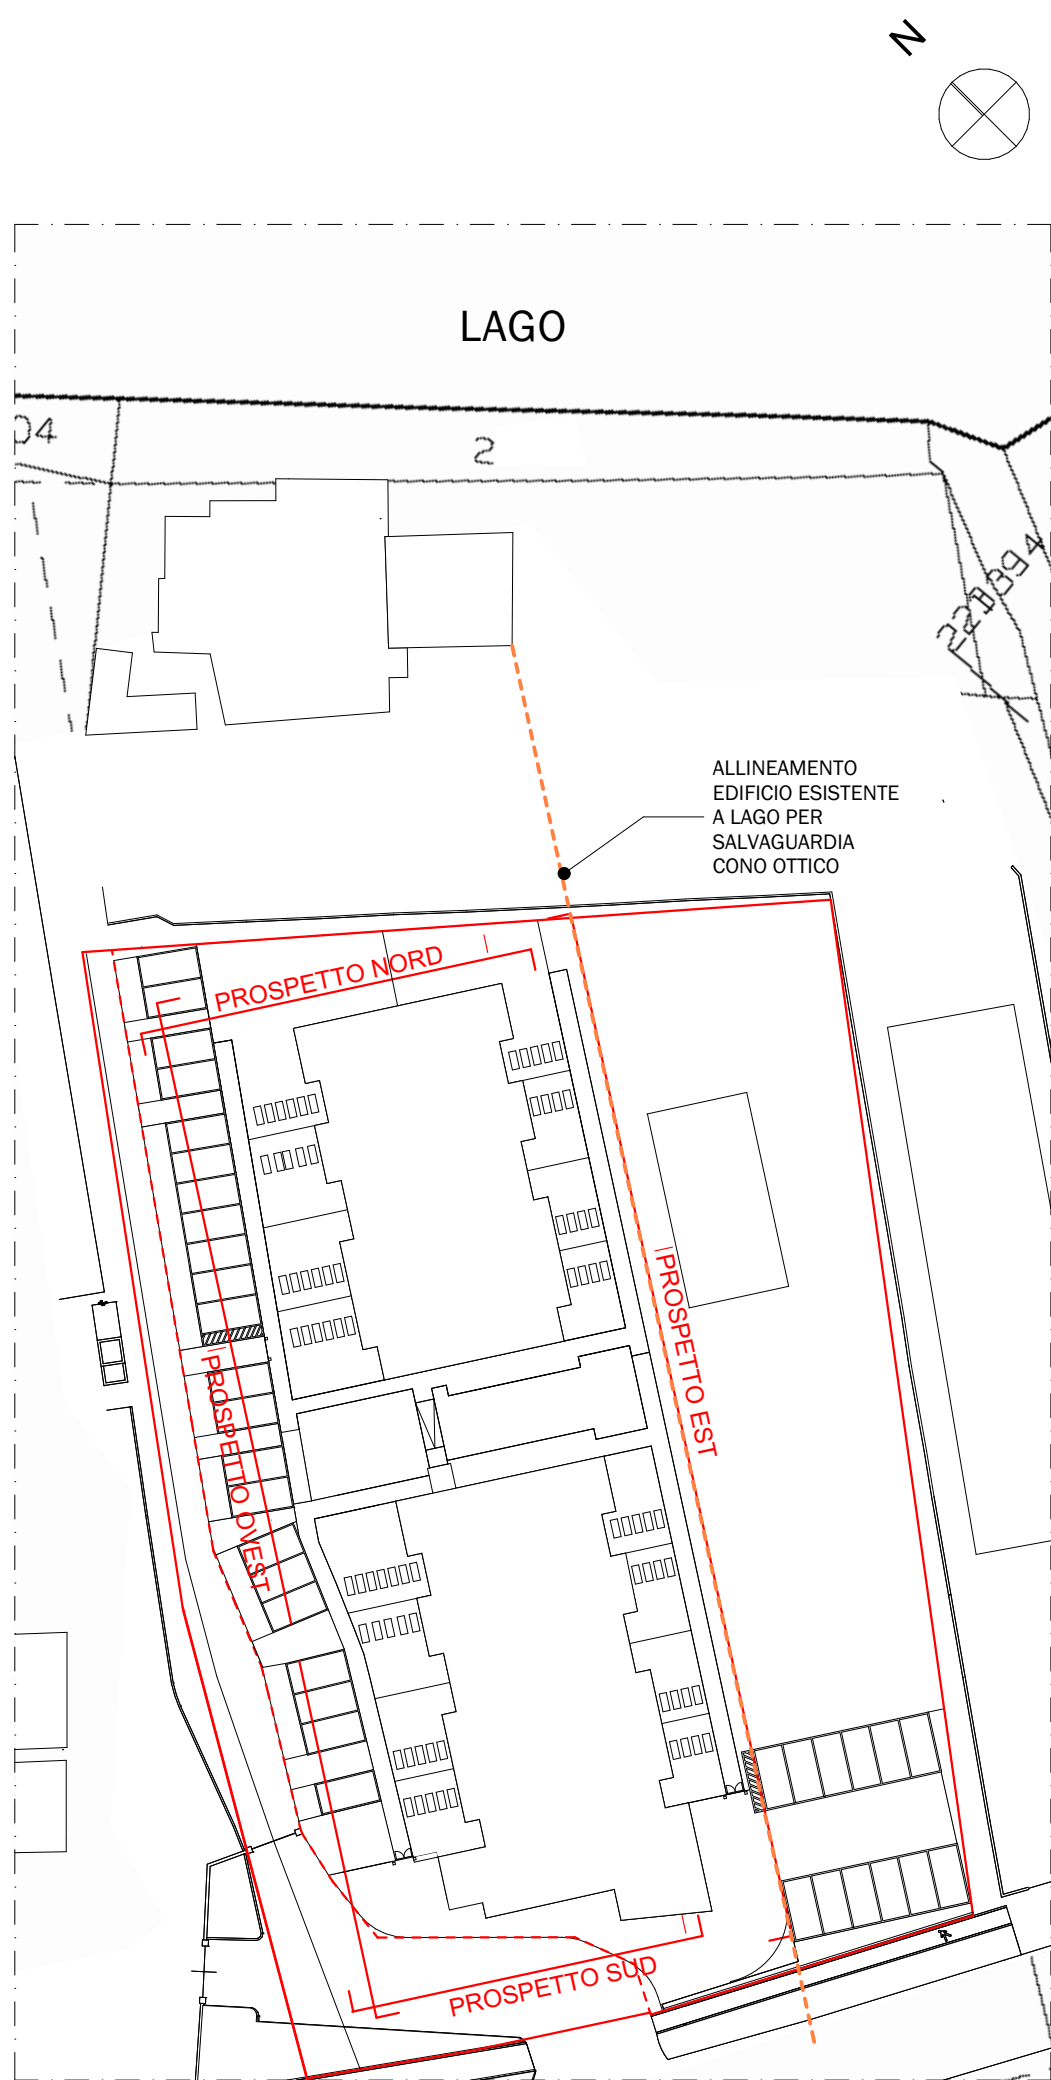 N
LAGO
04
2
394
ALLINEAMENTO
EDIFICIO ESISTENTE
A LAGO PER
SALVAGUARDIA
CONO OTTICO
PROSPETTO NORD
PROSPETTO EST
PROSPETTO OVEST
PROSPETTO SUD